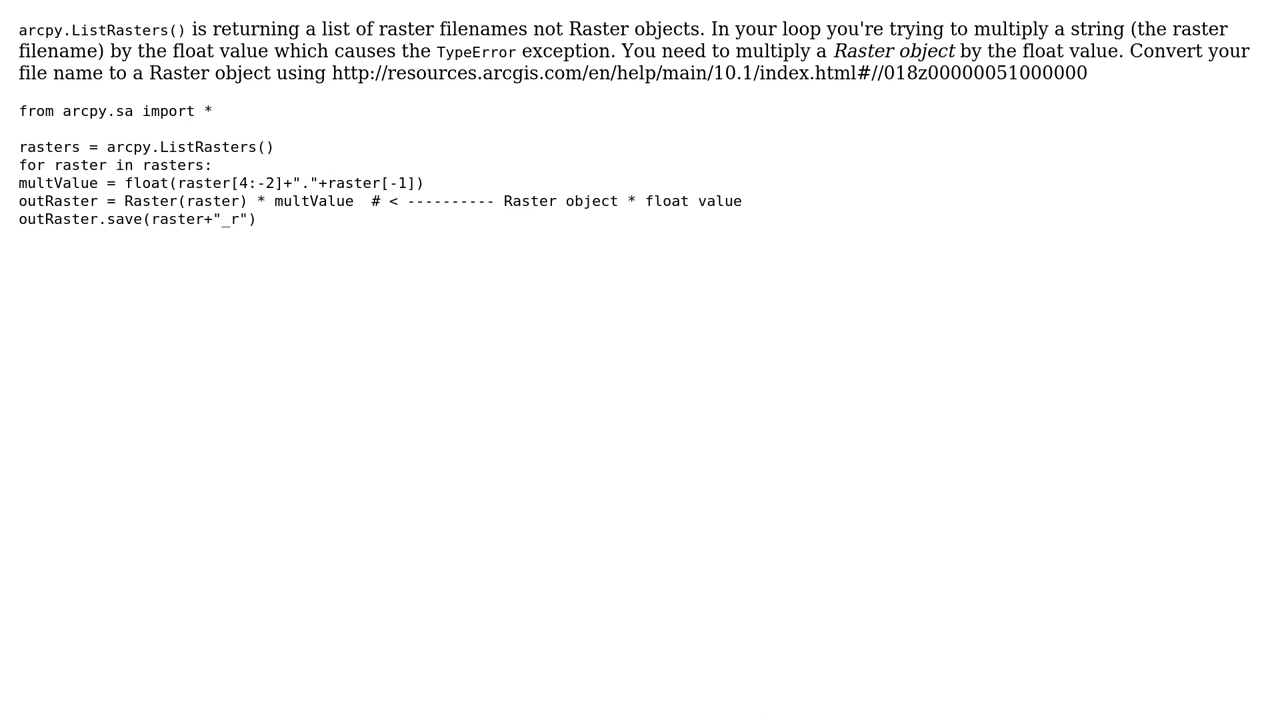 arcpy.ListRasters() is returning a list of raster filenames not Raster objects. In your loop you're trying to multiply a string (the raster
filename) by the float value which causes the TypeError exception. You need to multiply a Raster object by the float value. Convert your
file name to a Raster object using http://resources.arcgis.com/en/help/main/10.1/index.html#//018z00000051000000
from arcpy.sa import *
rasters = arcpy.ListRasters()
for raster in rasters:
multValue = float(raster[4:-2]+"."+raster[-1])
outRaster = Raster(raster) * multValue  # < ---------- Raster object * float value
outRaster.save(raster+"_r")